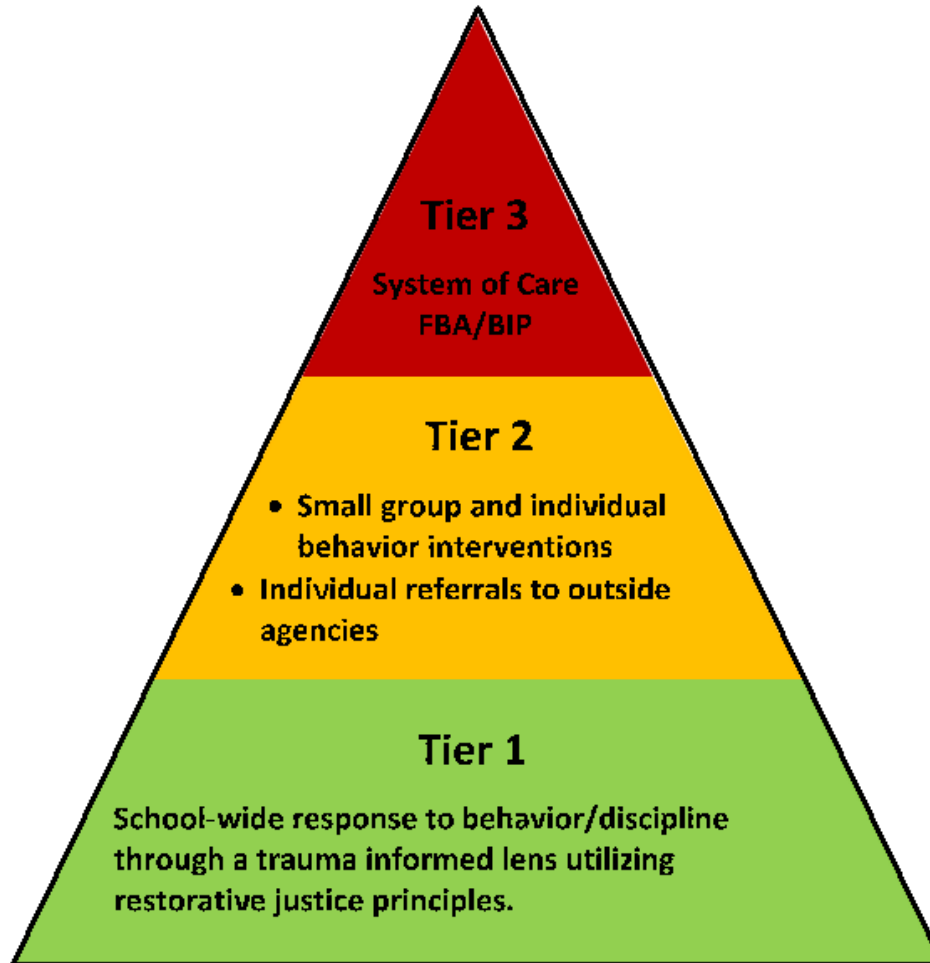 Tier 3
System of Care
FBA/BIP
Tier 2
• Small group and individual
behavior interventions
• Individual referrals to outside
agencies
Tier 1
School-wide response to behavior/discipline
through a trauma informed lens utilizing
restorative justice principles.